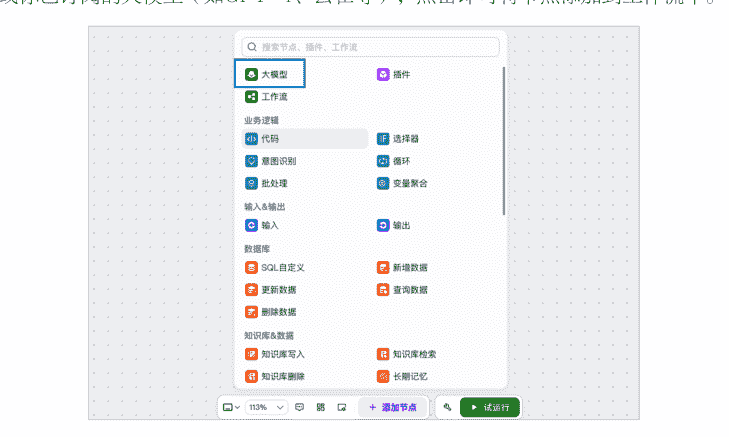 搜索节点、插件、工作流
大模型 插件
工作流
业务逻辑
代码 选择器
意图识别 循环
批处理 变量聚合
输入&输出
输入 输出
数据库
SQL自定义 新增数据
更新数据 查询数据
删除数据
知识库&数据
知识库写入 知识库检索
知识库删除 长期记忆
113% 添加节点 试运行